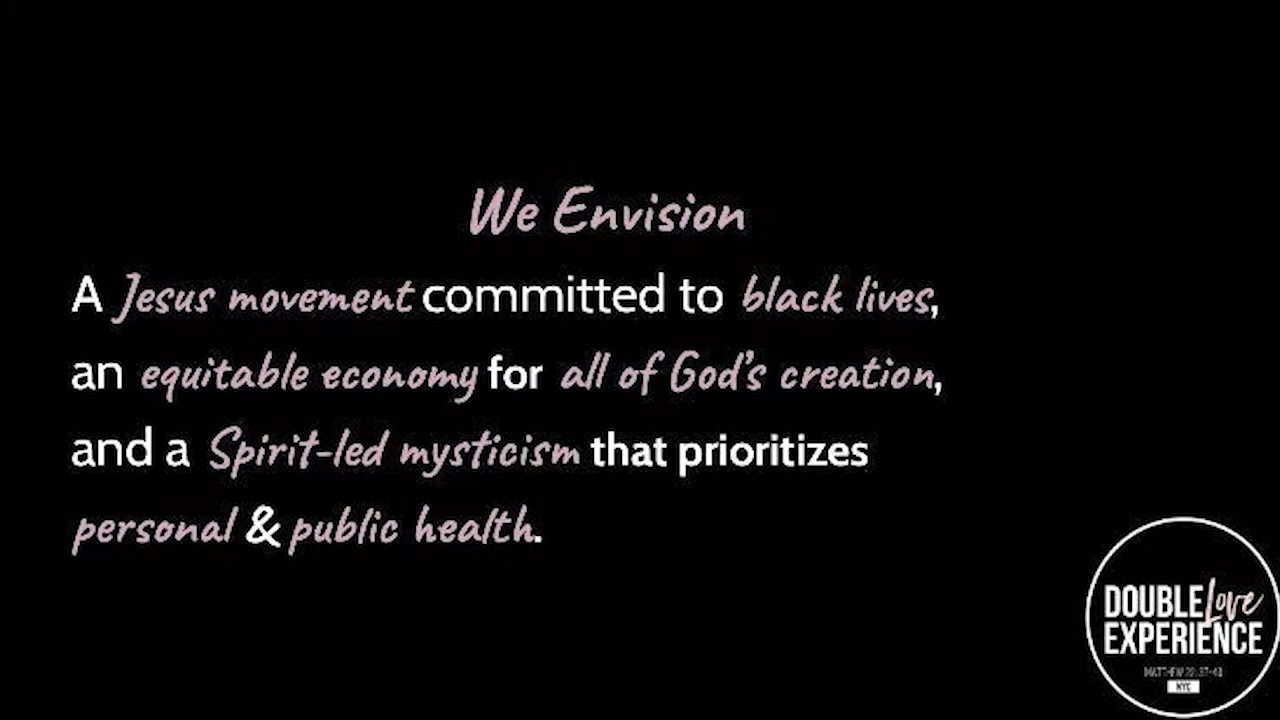 We Envision
A Jesus movement committed to black lives,
an equitable economy for all of God's creation,
and a Spirit-led mysticism that prioritizes
personal & public health.
DOUBLE Love
EXPERIENCE
MATTHEW
NYC